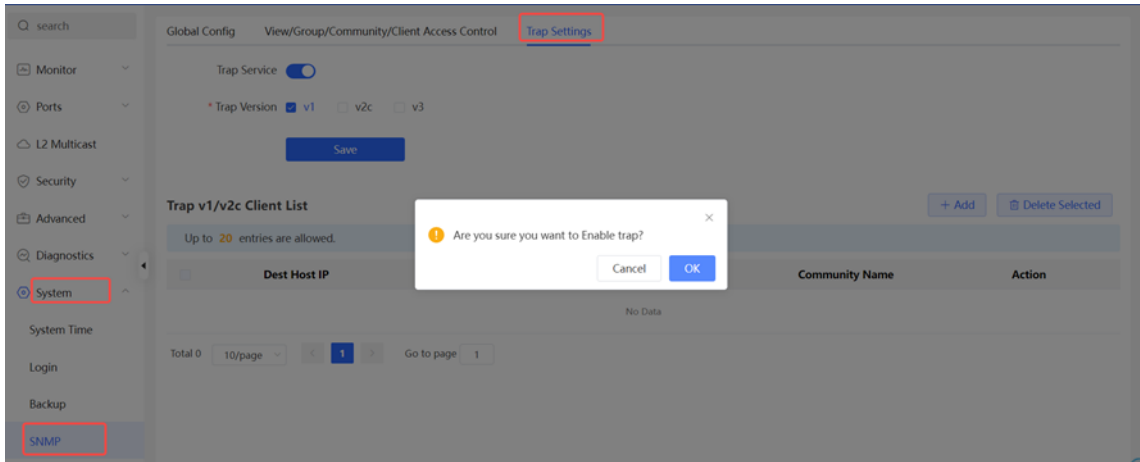 search
Monitor
Ports
L2 Multicast
Security
Advanced
Diagnostics
System
System Time
Login
Backup
SNMP
Global Config View/Group/Community/Client Access Control Trap Settings
Trap Service
* Trap Version v1 v2c v3
Save
Trap v1/v2c Client List + Add Delete Selected
Up to 20 entries are allowed.
Are you sure you want to Enable trap?
Cancel OK
Dest Host IP Community Name Action
No Data
Total 0 10/page 1 Go to page 1